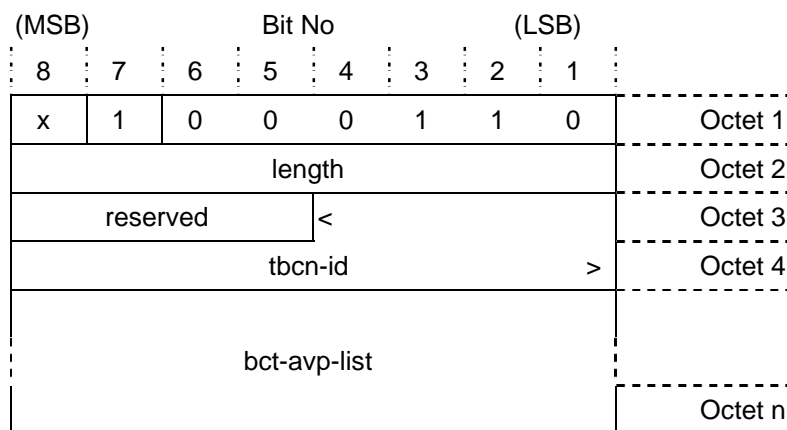 (MSB) Bit No (LSB)
8 7 6 5 4 3 2 1
x 1 0 0 0 1 1 0 Octet 1
length Octet 2
reserved < Octet 3
tbcn-id > Octet 4
bct-avp-list
Octet n